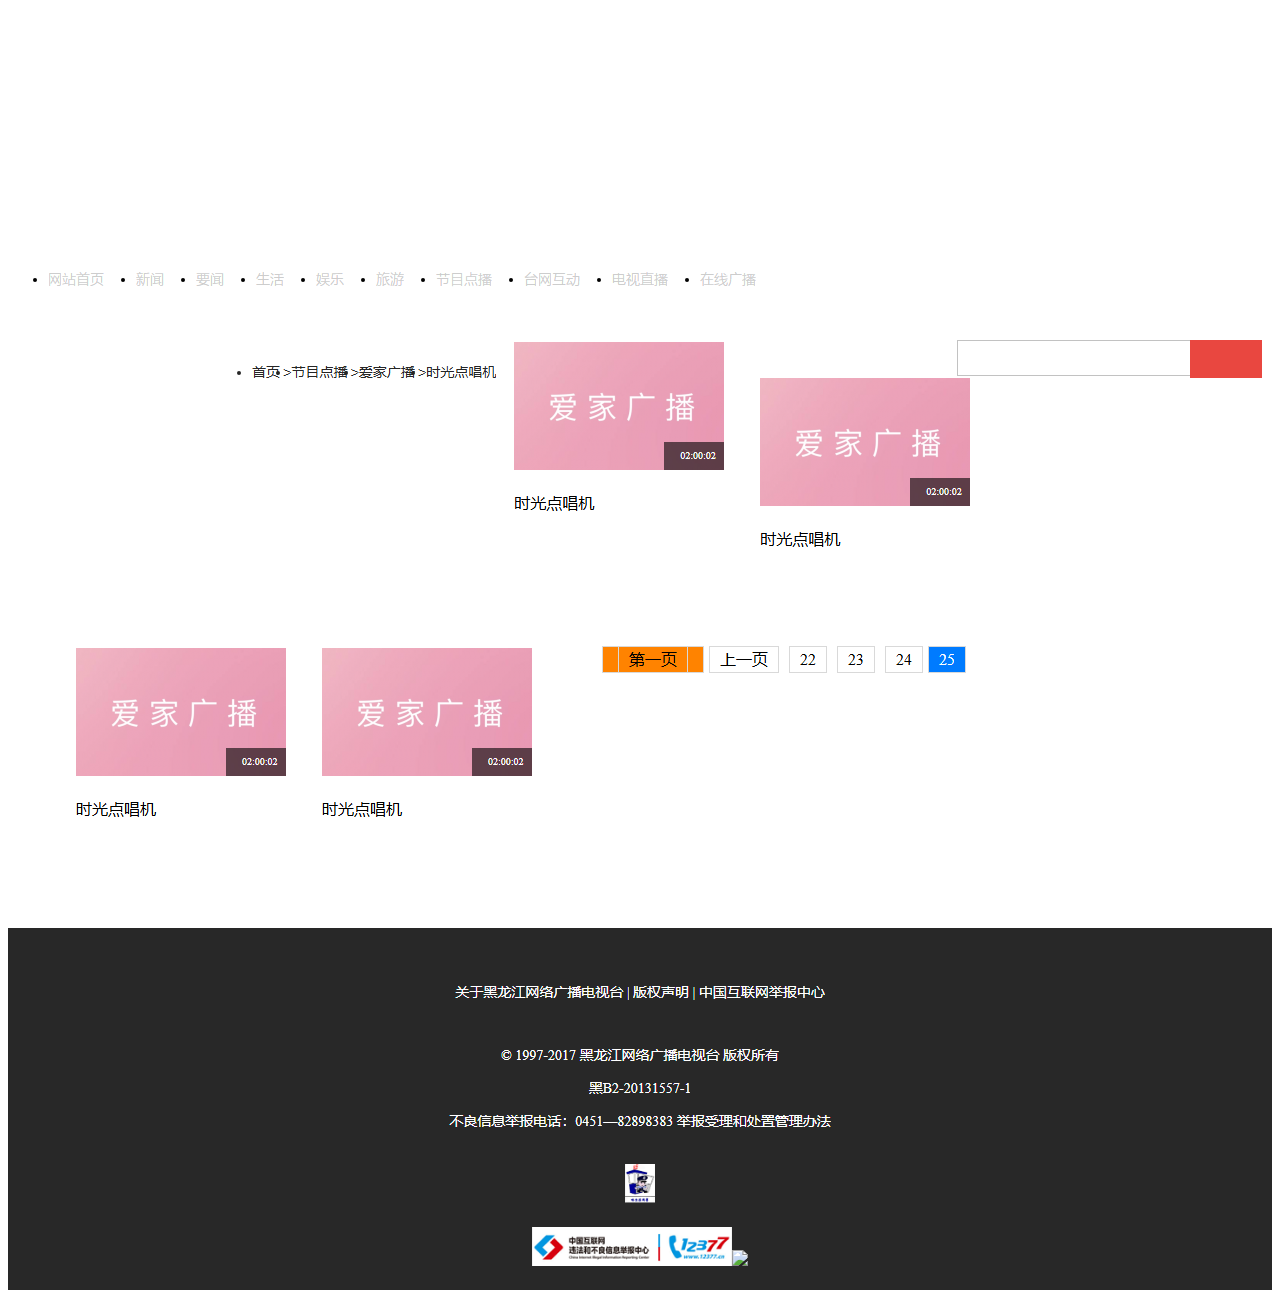 网站首页 新闻 要闻 生活 娱乐 旅游 节目点播 台网互动 电视直播 在线广播
首页 >节目点播 >爱家广播 >时光点唱机
爱家广播
02:00:02
时光点唱机
爱家广播
02:00:02
时光点唱机
爱家广播
02:00:02
时光点唱机
爱家广播
02:00:02
时光点唱机
第一页 上一页 22 23 24 25
关于黑龙江网络广播电视台 | 版权声明 | 中国互联网举报中心
© 1997-2017 黑龙江网络广播电视台 版权所有
黑B2-20131557-1
不良信息举报电话：0451—82898383 举报受理和处置管理办法
中国互联网
违法和不良信息举报中心
China Internet Illegal Information Reporting Center
12377
www.12377.cn